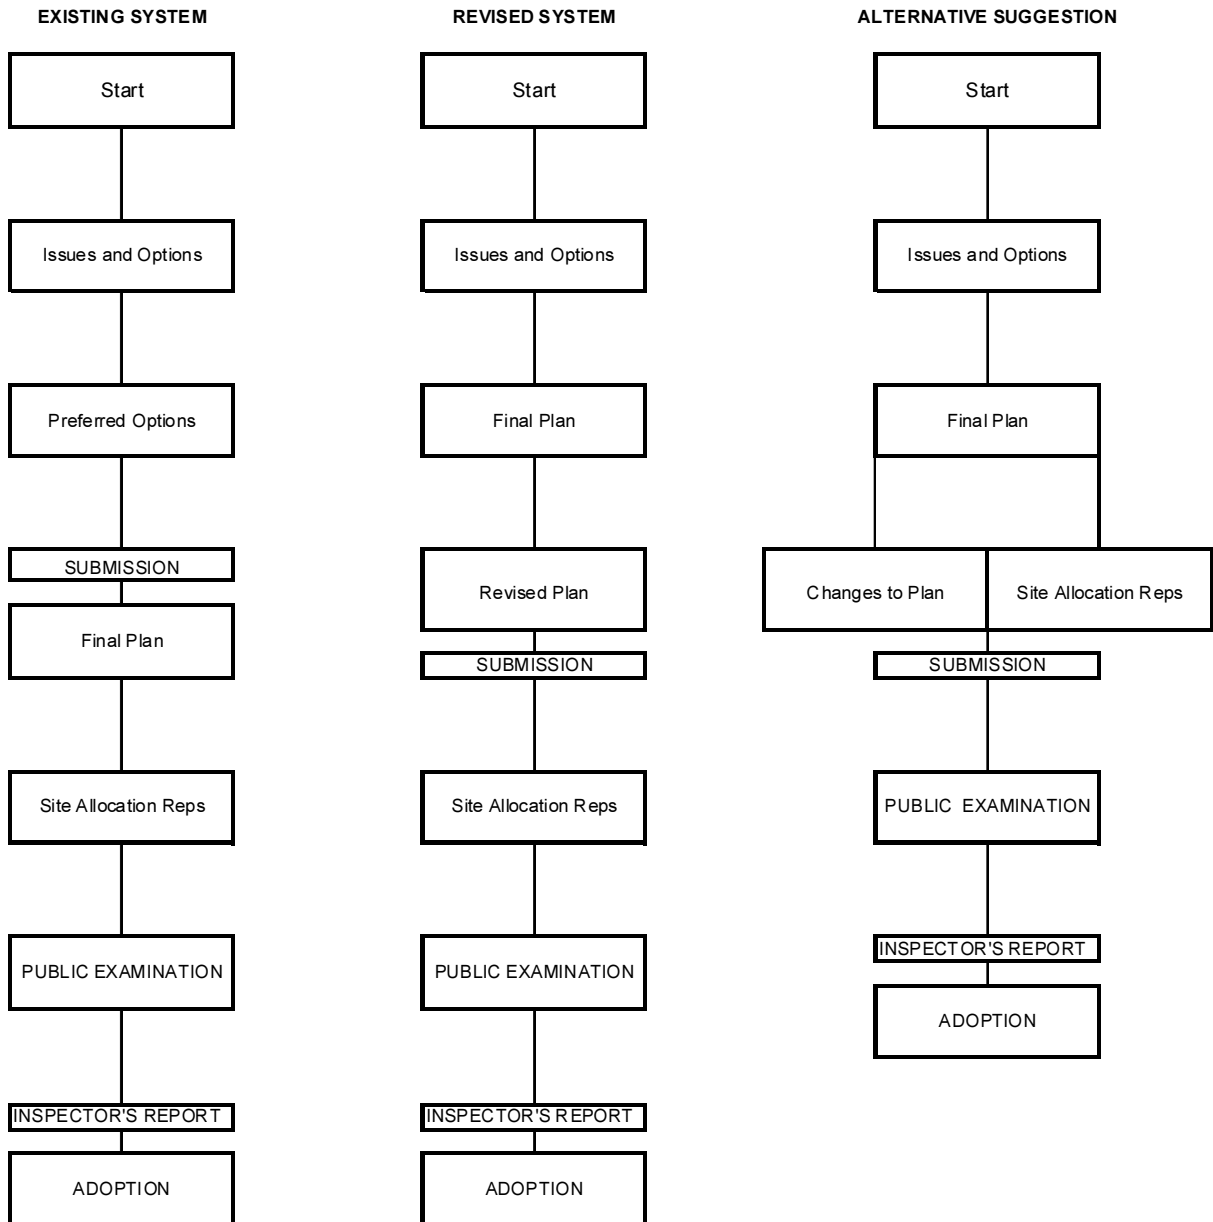 EXISTING SYSTEM
Start
Issues and Options
Preferred Options
SUBMISSION
Final Plan
Site Allocation Reps
PUBLIC EXAMINATION
INSPECTOR'S REPORT
ADOPTION
REVISED SYSTEM
Start
Issues and Options
Final Plan
Revised Plan
SUBMISSION
Site Allocation Reps
PUBLIC EXAMINATION
INSPECTOR'S REPORT
ADOPTION
ALTERNATIVE SUGGESTION
Start
Issues and Options
Final Plan
Changes to Plan
Site Allocation Reps
SUBMISSION
PUBLIC EXAMINATION
INSPECTOR'S REPORT
ADOPTION